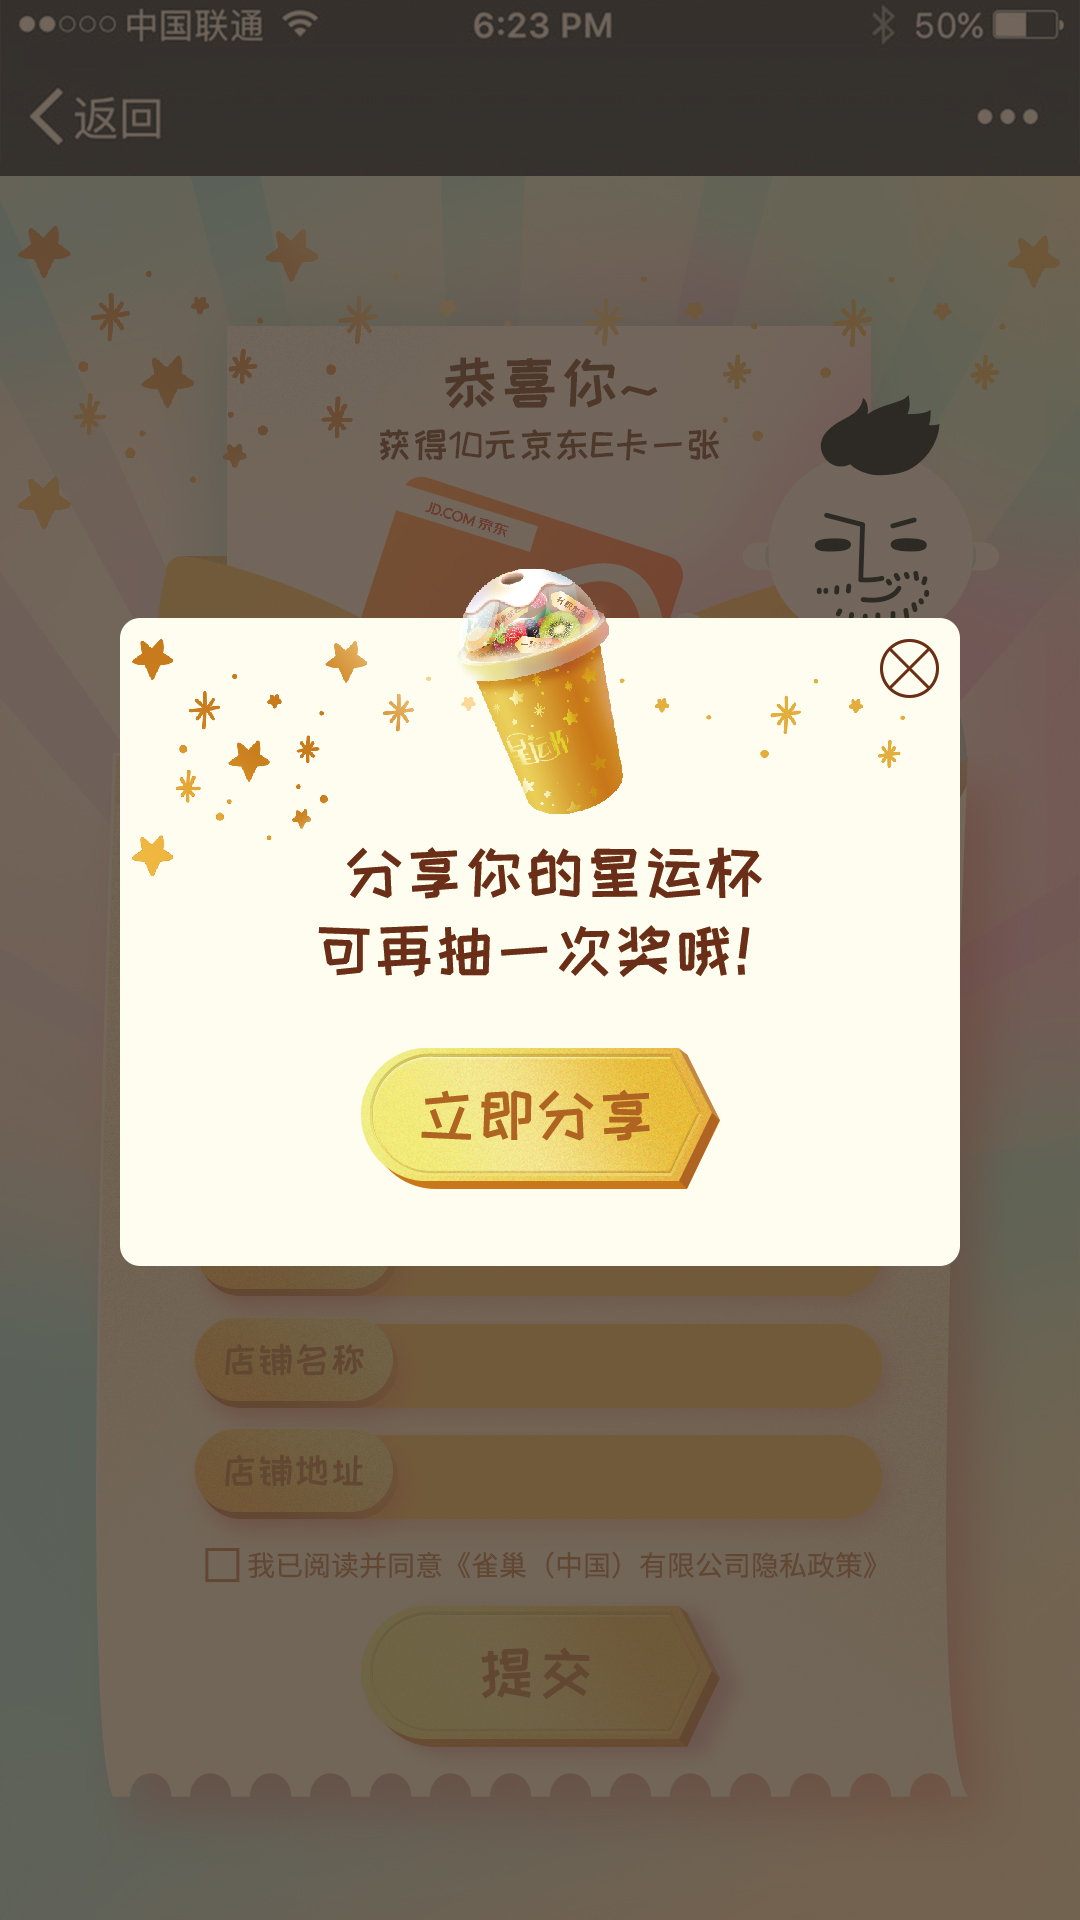 中国联通 6:23 PM 50%
返回
恭喜你~
获得10元京东E卡一张
JD.COM 京东
星运杯
分享你的星运杯
可再抽一次奖哦!
立即分享
店铺名称
店铺地址
我已阅读并同意《雀巢（中国）有限公司隐私政策》
提交